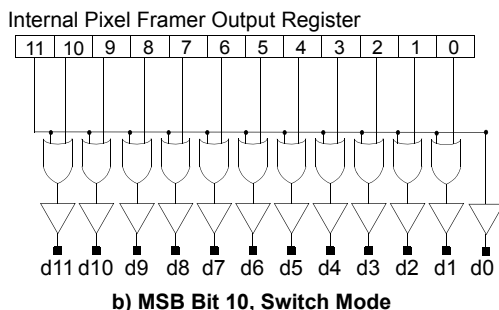 Internal Pixel Framer Output Register
11 10 9 8 7 6 5 4 3 2 1 0
d11 d10 d9 d8 d7 d6 d5 d4 d3 d2 d1 d0
b) MSB Bit 10, Switch Mode